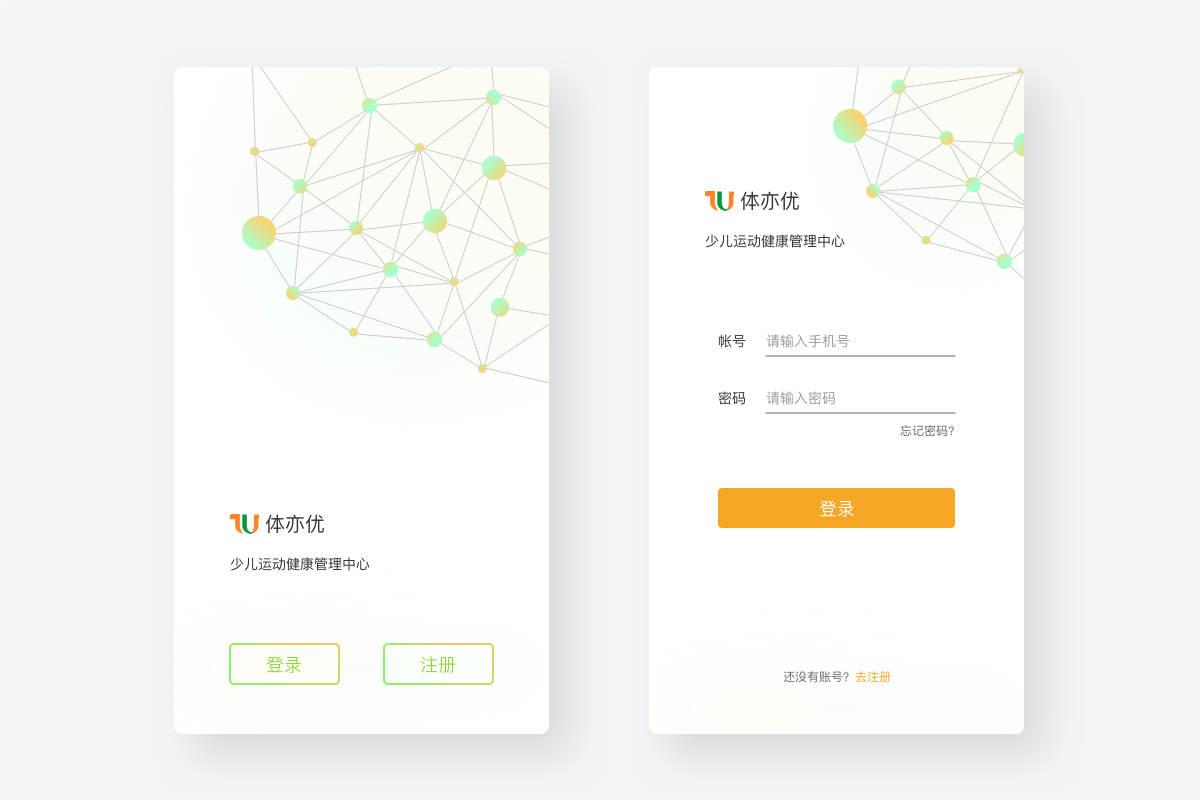 体亦优
少儿运动健康管理中心
登录
注册
体亦优
少儿运动健康管理中心
帐号 请输入手机号
密码 请输入密码
忘记密码?
登录
还没有账号? 去注册